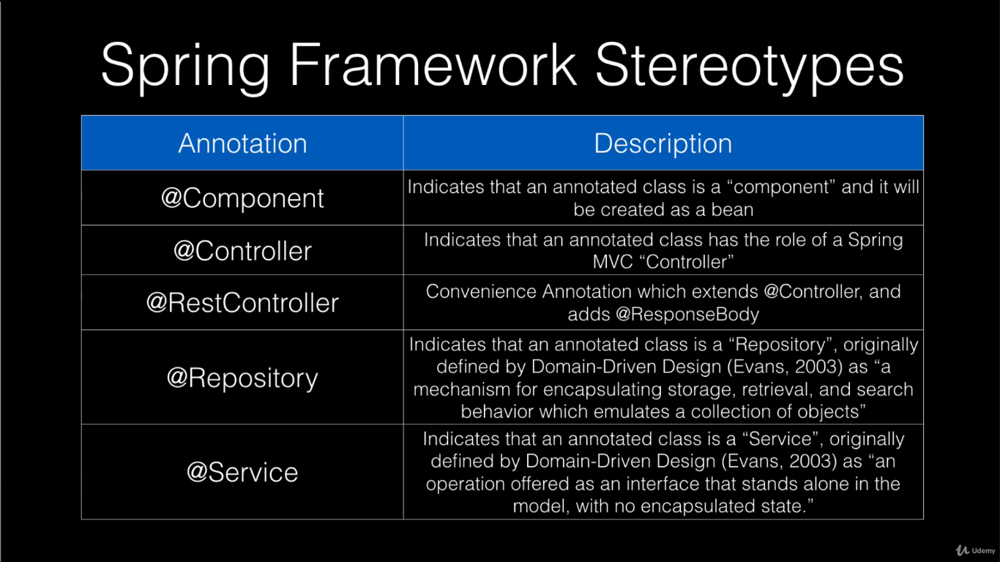 Spring Framework Stereotypes
Annotation
Description
@Component
Indicates that an annotated class is a “component” and it will
be created as a bean
@Controller
Indicates that an annotated class has the role of a Spring
MVC “Controller”
@RestController
Convenience Annotation which extends @Controller, and
adds @ResponseBody
@Repository
Indicates that an annotated class is a “Repository”, originally
defined by Domain-Driven Design (Evans, 2003) as “a
mechanism for encapsulating storage, retrieval, and search
behavior which emulates a collection of objects”
@Service
Indicates that an annotated class is a “Service”, originally
defined by Domain-Driven Design (Evans, 2003) as “an
operation offered as an interface that stands alone in the
model, with no encapsulated state.”
Udemy